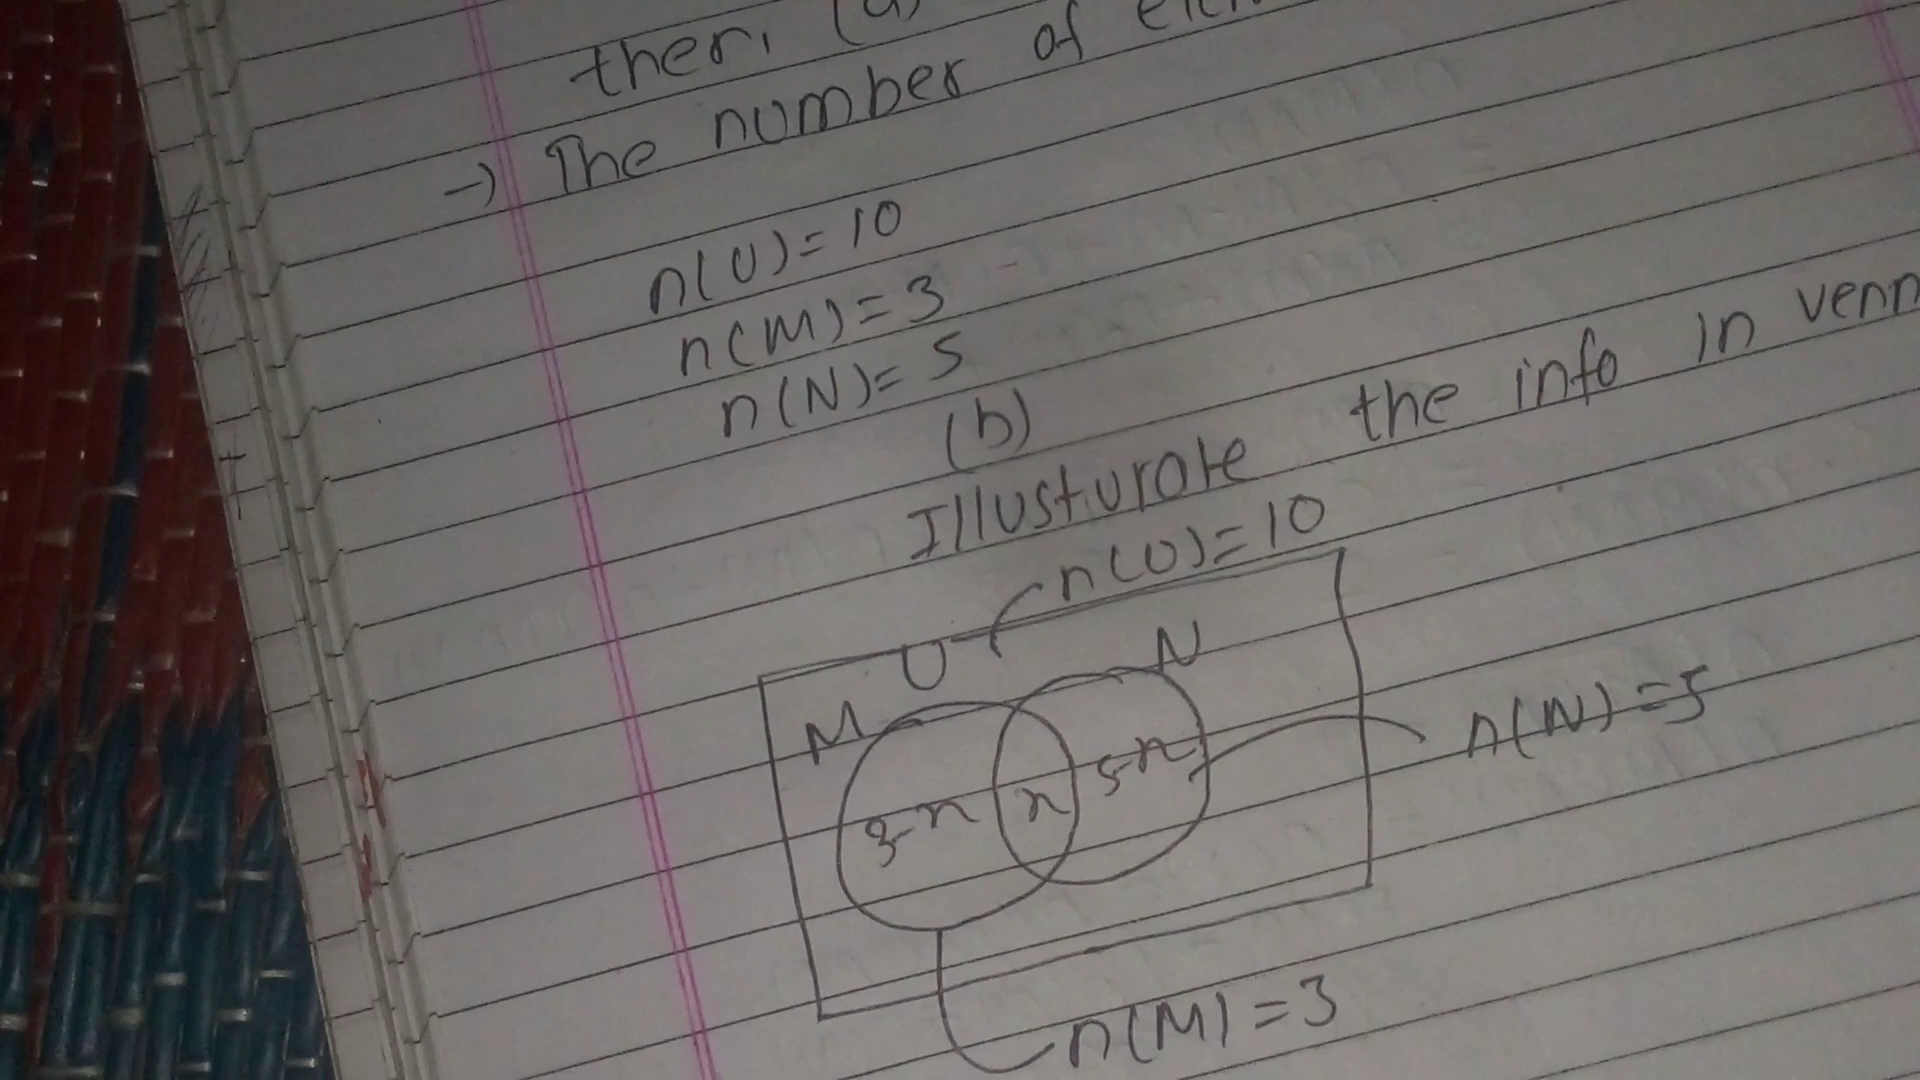 then, (a)
→ The number of
n(U)= 10
n(M)= 3
n(N)= 5
(b)
Illusturate the info in venn
n(U)= 10
U
M
N
3-x
x
5-x
n(N) = 5
n(M) = 3